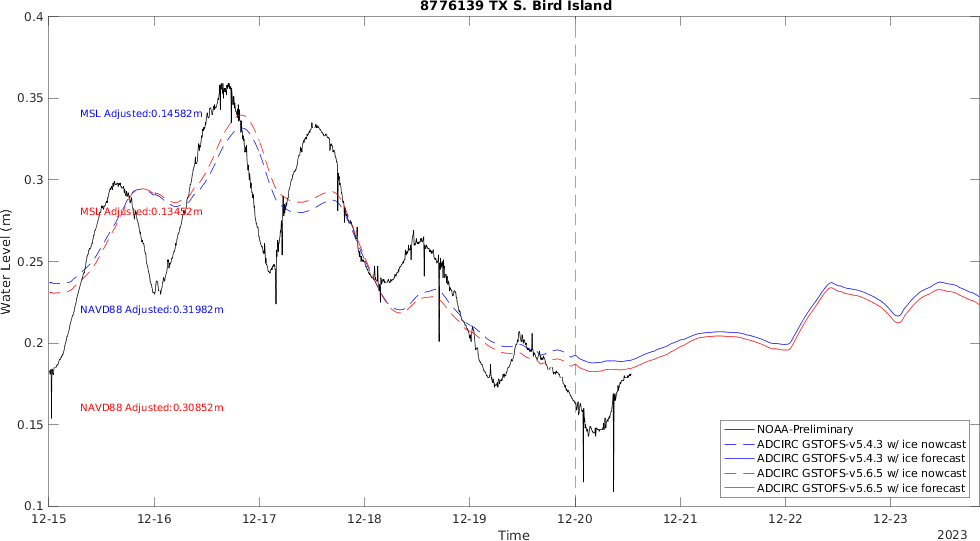 8776139 TX S. Bird Island
0.4
0.35
0.3
0.25
0.2
0.15
0.1
Water Level (m)
MSL Adjusted:0.14582m
MSL Adjusted:0.13452m
NAVD88 Adjusted:0.31982m
NAVD88 Adjusted:0.30852m
NOAA-Preliminary
ADCIRC GSTOFS-v5.4.3 w/ ice nowcast
ADCIRC GSTOFS-v5.4.3 w/ ice forecast
ADCIRC GSTOFS-v5.6.5 w/ ice nowcast
ADCIRC GSTOFS-v5.6.5 w/ ice forecast
12-15 12-16 12-17 12-18 12-19 12-20 12-21 12-22 12-23
Time
2023